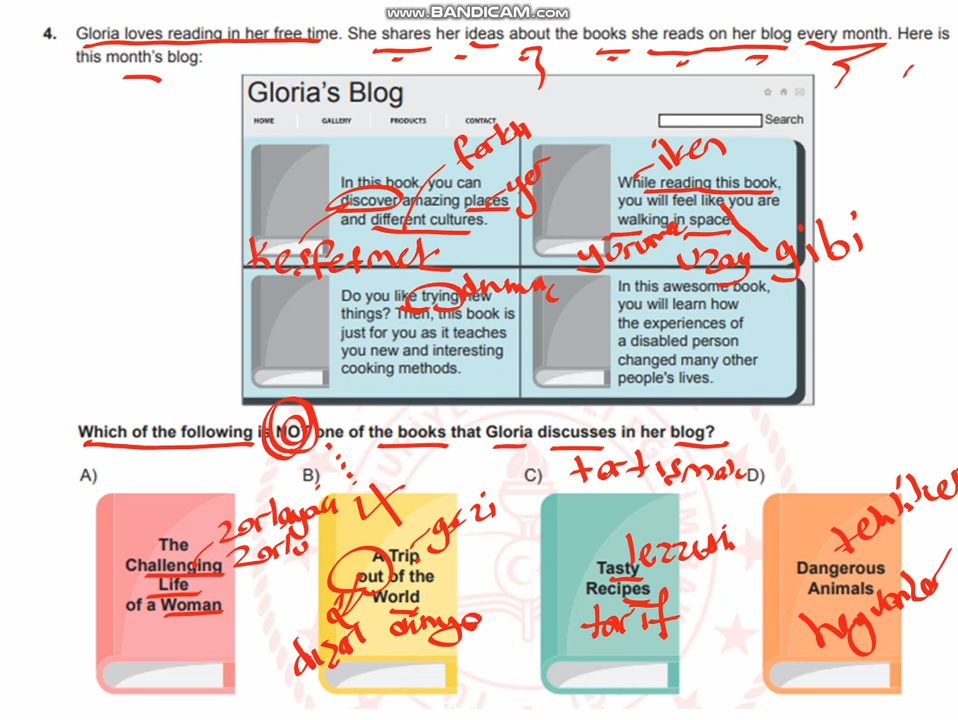 www.BANDICAM.com
4. Gloria loves reading in her free time. She shares her ideas about the books she reads on her blog every month. Here is
this month's blog:
Gloria's Blog
HOME GALLERY PRODUCTS CONTACT Search
In this book, you can
discover amazing places
and different cultures.
farklı
yer
keşfetmek
While reading this book,
you will feel like you are
walking in space.
iken
yürümek
uzay
gibi
Do you like trying new
things? Then, this book is
just for you as it teaches
you new and interesting
cooking methods.
In this awesome book,
you will learn how
the experiences of
a disabled person
changed many other
people's lives.
Which of the following is NOT one of the books that Gloria discusses in her blog?
tartışmak
A)
The
Challenging
Life
of a Woman
zorlayan
zorlu
B)
A Trip
out of the
World
gezi
dışarı
dünya
C)
Tasty
Recipes
lezzetli
tarif
D)
Dangerous
Animals
hayvanlar